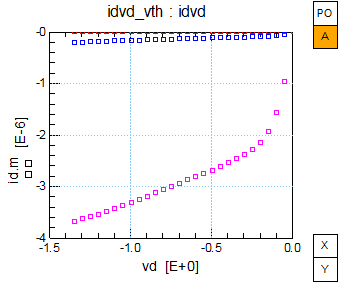 idvd_vth : idvd
PO
A
-0
-1
-2
-3
-4
id.m [E-6]
-1.5
-1.0
-0.5
0.0
vd [E+0]
X
Y